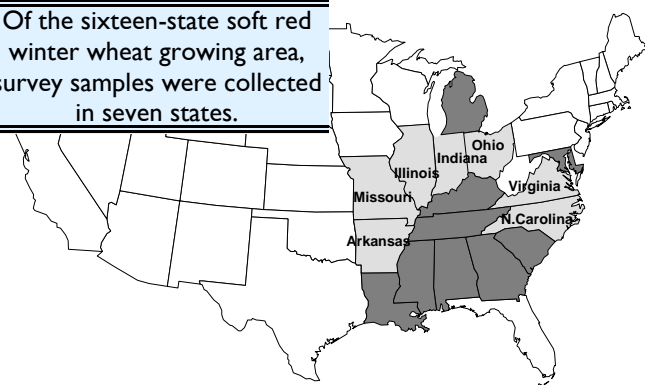 Of the sixteen-state soft red
winter wheat growing area,
survey samples were collected
in seven states.
Ohio
Indiana
Illinois
Missouri
Virginia
N.Carolina
Arkansas